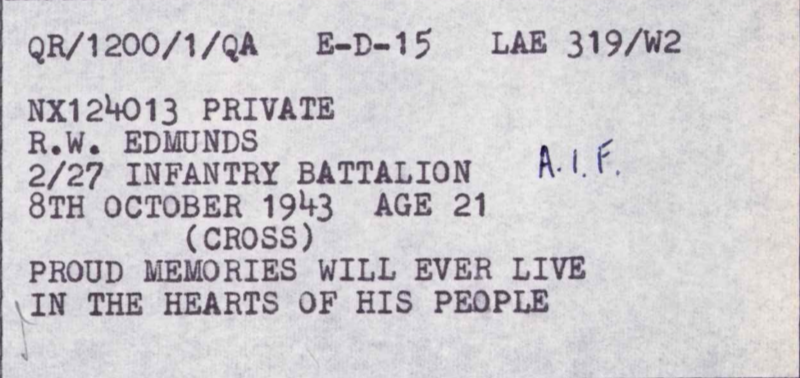 QR/1200/1/QA E-D-15 LAE 319/W2
NX124013 PRIVATE
R.W. EDMUNDS
2/27 INFANTRY BATTALION A.I.F.
8TH OCTOBER 1943 AGE 21
(CROSS)
PROUD MEMORIES WILL EVER LIVE
IN THE HEARTS OF HIS PEOPLE